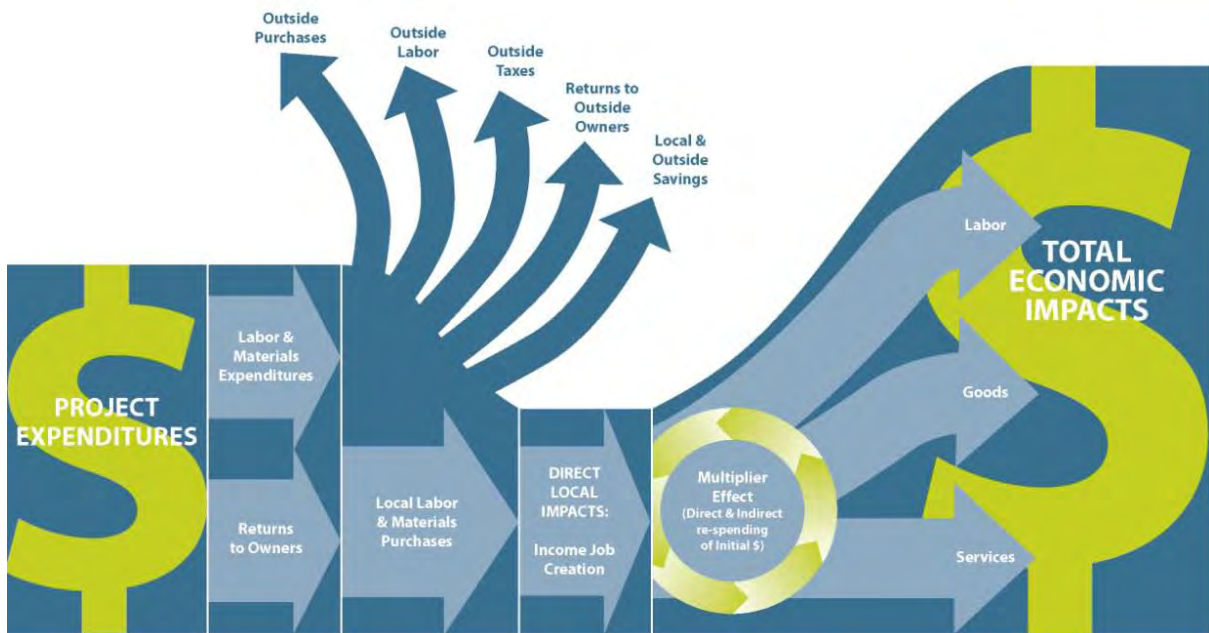 Outside
Purchases
Outside
Labor
Outside
Taxes
Returns to
Outside
Owners
Local &
Outside
Savings
PROJECT
EXPENDITURES
Labor &
Materials
Expenditures
Returns
to Owners
Local Labor
& Materials
Purchases
DIRECT
LOCAL
IMPACTS:
Income Job
Creation
Multiplier
Effect
(Direct & Indirect
re-spending
of Initial $)
Labor
Goods
Services
TOTAL
ECONOMIC
IMPACTS